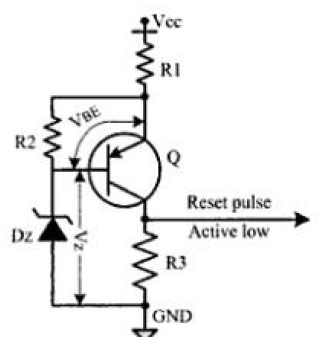 Vcc
R1
VBE
R2
Q
Reset pulse
Active low
Dz
Vz
R3
GND